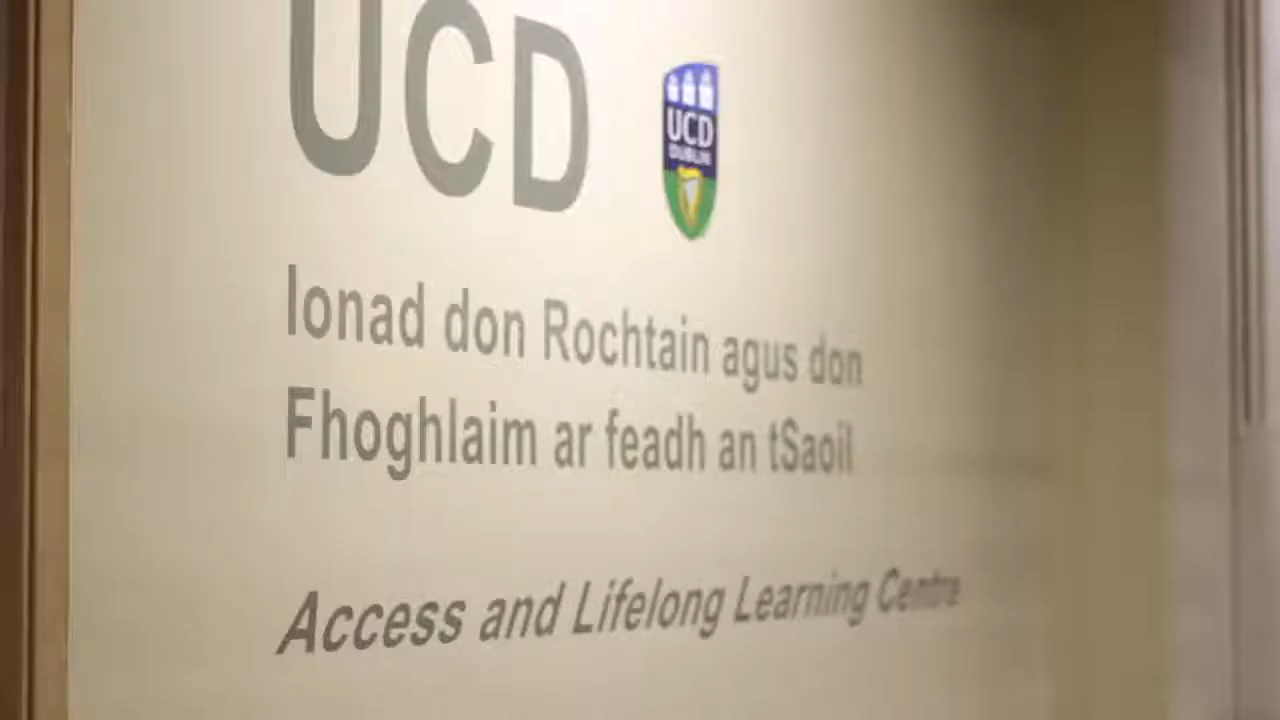 UCD
UCD
DUBLIN
Ionad don Rochtain agus don
Fhoghlaim ar feadh an tSaoil
Access and Lifelong Learning Centre